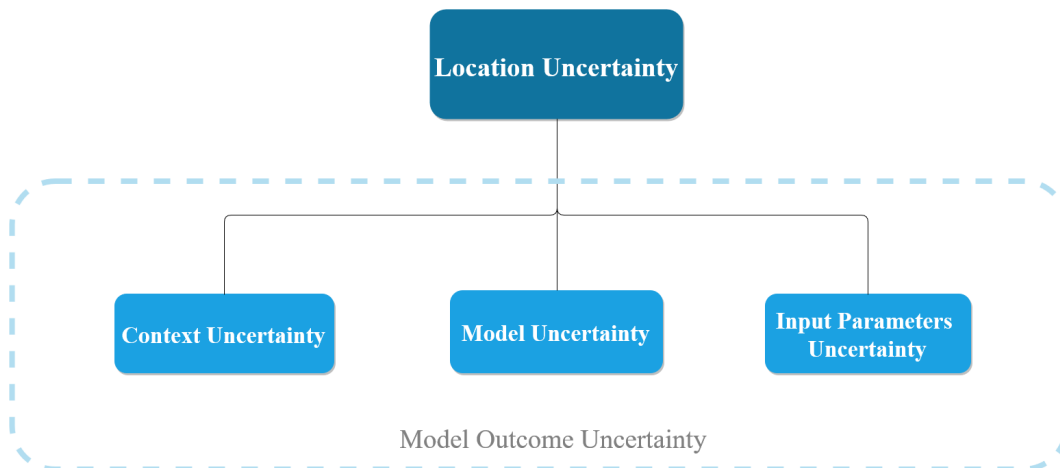 Location Uncertainty
Context Uncertainty
Model Uncertainty
Input Parameters
Uncertainty
Model Outcome Uncertainty